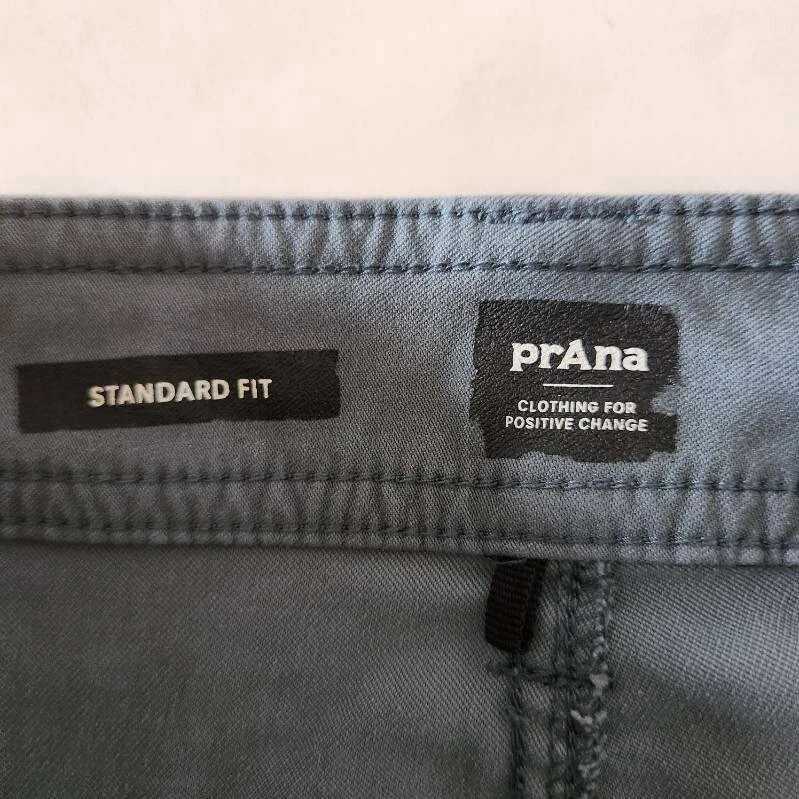 STANDARD FIT
prAna
CLOTHING FOR
POSITIVE CHANGE